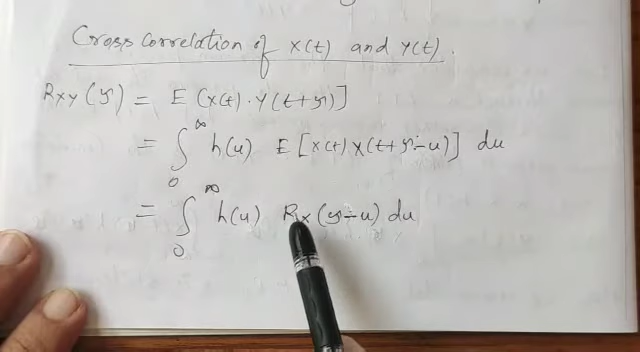 Cross correlation of X(t) and Y(t).
RXY(τ) = E(X(t).Y(t+τ)]
= ∫₀^∞ h(u) E[X(t)X(t+τ-u)] du
= ∫₀^∞ h(u) RX(τ-u) du